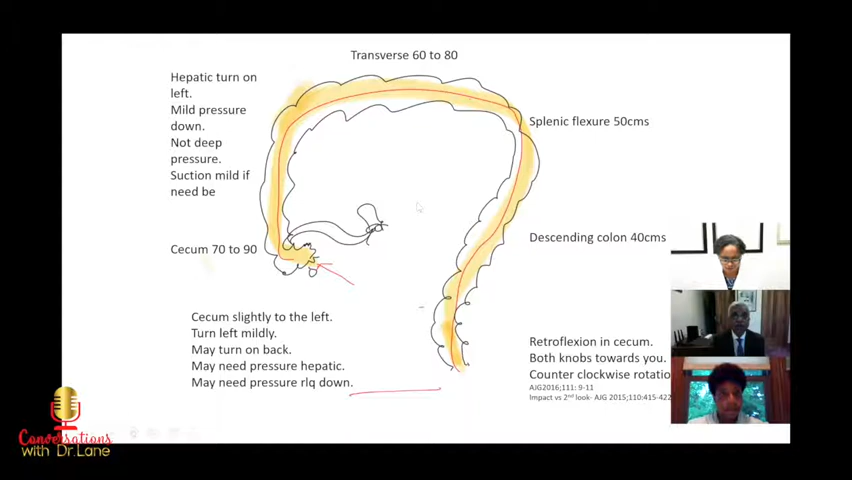 Transverse 60 to 80
Hepatic turn on
left.
Mild pressure
down.
Not deep
pressure.
Suction mild if
need be
Splenic flexure 50cms
Descending colon 40cms
Cecum 70 to 90
Cecum slightly to the left.
Turn left mildly.
May turn on back.
May need pressure hepatic.
May need pressure rlq down.
Retroflexion in cecum.
Both knobs towards you.
Counter clockwise rotatio
AJG2016;111: 9-11
Impact vs 2nd look- AJG 2015;110:415-422
Conversations
with Dr.Lane